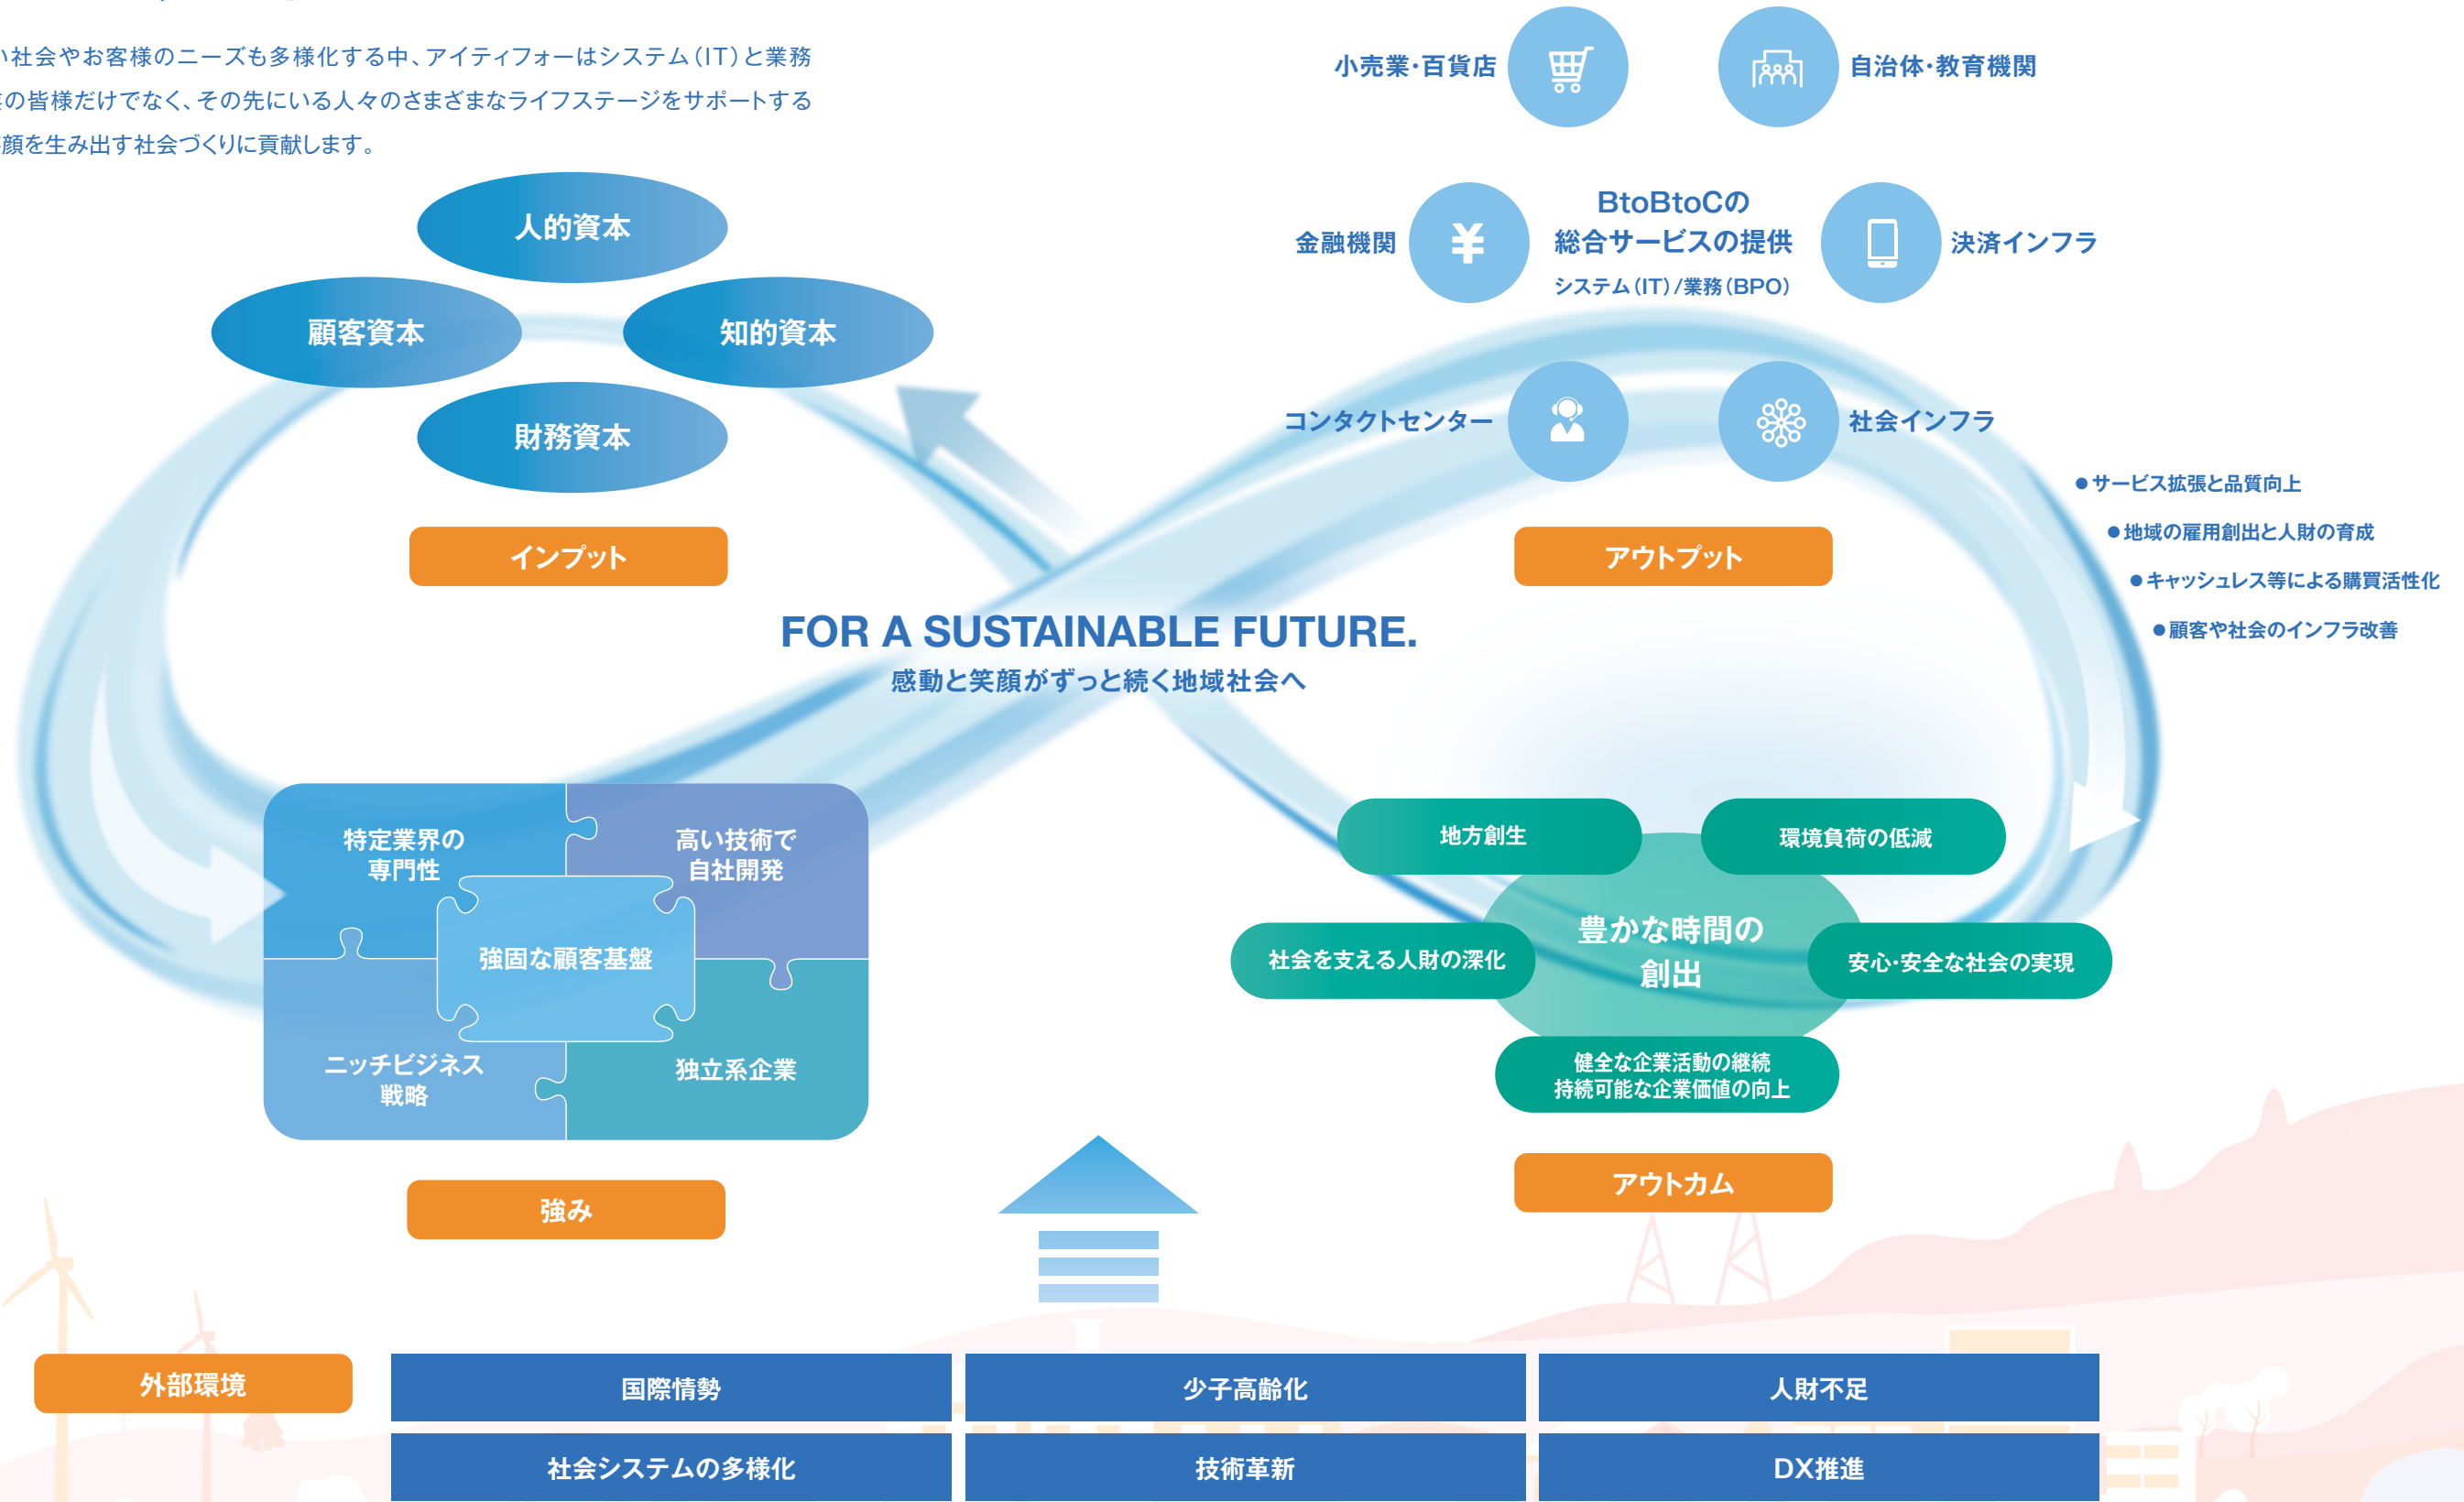 い社会やお客様のニーズも多様化する中、アイティフォーはシステム（IT）と業務
の皆様だけでなく、その先にいる人々のさまざまなライフステージをサポートする
顔を生み出す社会づくりに貢献します。
人的資本
顧客資本
知的資本
財務資本
インプット
小売業・百貨店
自治体・教育機関
金融機関
BtoBtoCの
総合サービスの提供
システム（IT）/業務（BPO）
決済インフラ
コンタクトセンター
社会インフラ
アウトプット
●サービス拡張と品質向上
●地域の雇用創出と人財の育成
●キャッシュレス等による購買活性化
●顧客や社会のインフラ改善
FOR A SUSTAINABLE FUTURE.
感動と笑顔がずっと続く地域社会へ
特定業界の
専門性
高い技術で
自社開発
強固な顧客基盤
ニッチビジネス
戦略
独立系企業
強み
地方創生
環境負荷の低減
社会を支える人財の深化
豊かな時間の
創出
安心・安全な社会の実現
健全な企業活動の継続
持続可能な企業価値の向上
アウトカム
外部環境
国際情勢
少子高齢化
人財不足
社会システムの多様化
技術革新
DX推進